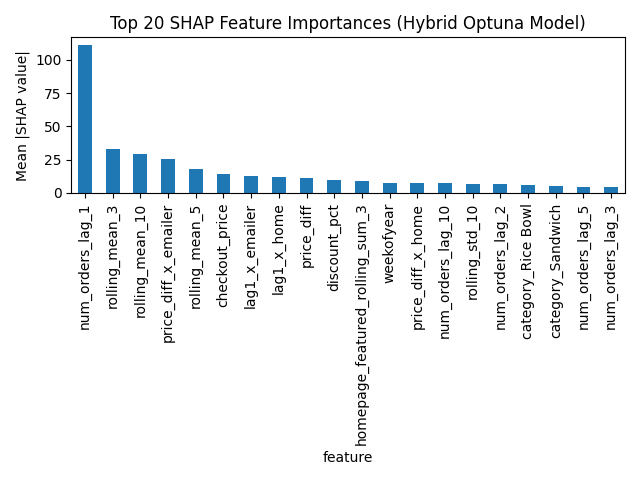 Top 20 SHAP Feature Importances (Hybrid Optuna Model)
Mean |SHAP value|
100
75
50
25
0
num_orders_lag_1
rolling_mean_3
rolling_mean_10
price_diff_x_emailer
rolling_mean_5
checkout_price
lag1_x_emailer
lag1_x_home
price_diff
discount_pct
homepage_featured_rolling_sum_3
weekofyear
price_diff_x_home
num_orders_lag_10
rolling_std_10
num_orders_lag_2
category_Rice Bowl
category_Sandwich
num_orders_lag_5
num_orders_lag_3
feature